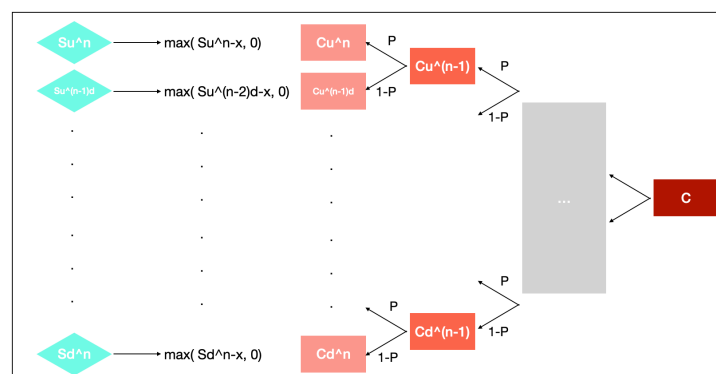 Su^n
max( Su^n-x, 0)
Cu^n
P
Cu^(n-1)
P
Su^(n-1)d
max( Su^(n-2)d-x, 0)
Cu^(n-1)d
1-P
1-P
...
C
P
P
Cd^(n-1)
1-P
Sd^n
max( Sd^n-x, 0)
Cd^n
1-P